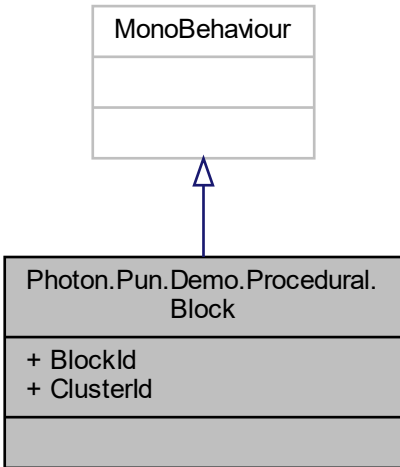 MonoBehaviour
Photon.Pun.Demo.Procedural.
Block
+ BlockId
+ ClusterId